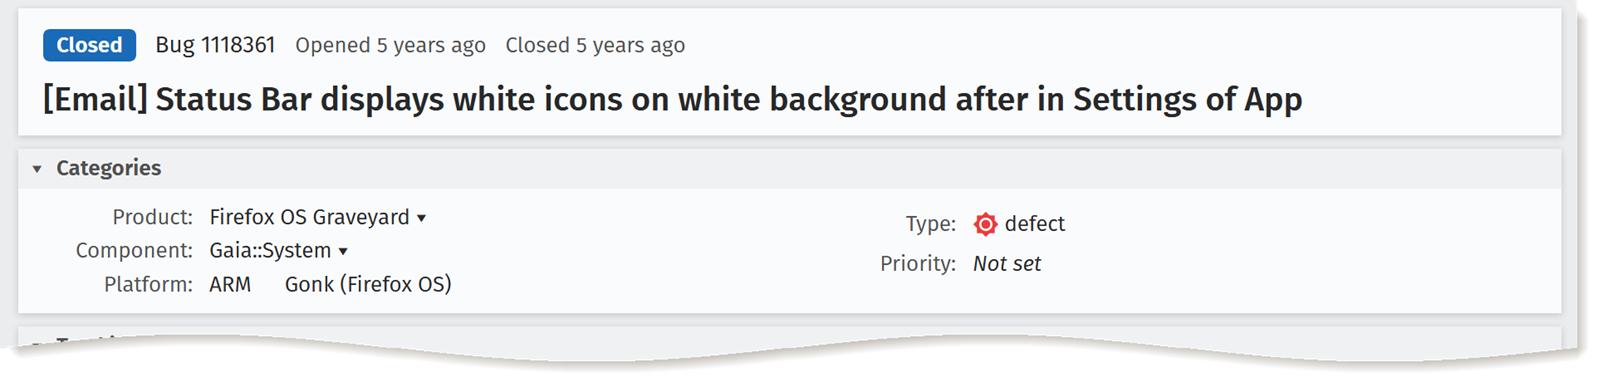 Closed Bug 1118361 Opened 5 years ago Closed 5 years ago
[Email] Status Bar displays white icons on white background after in Settings of App
Categories
Product: Firefox OS Graveyard
Component: Gaia::System
Platform: ARM Gonk (Firefox OS)
Type: defect
Priority: Not set